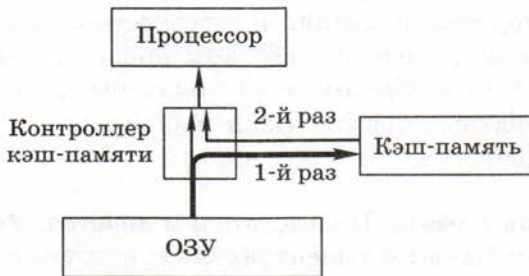 Процессор
Контроллер
кэш-памяти
2-й раз
1-й раз
Кэш-память
ОЗУ